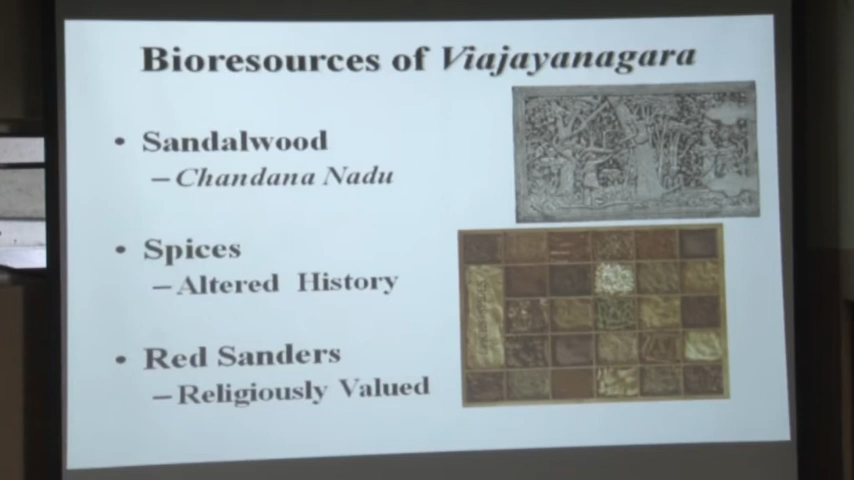 Bioresources of Viajayanagara
• Sandalwood
– Chandana Nadu
• Spices
– Altered History
• Red Sanders
– Religiously Valued